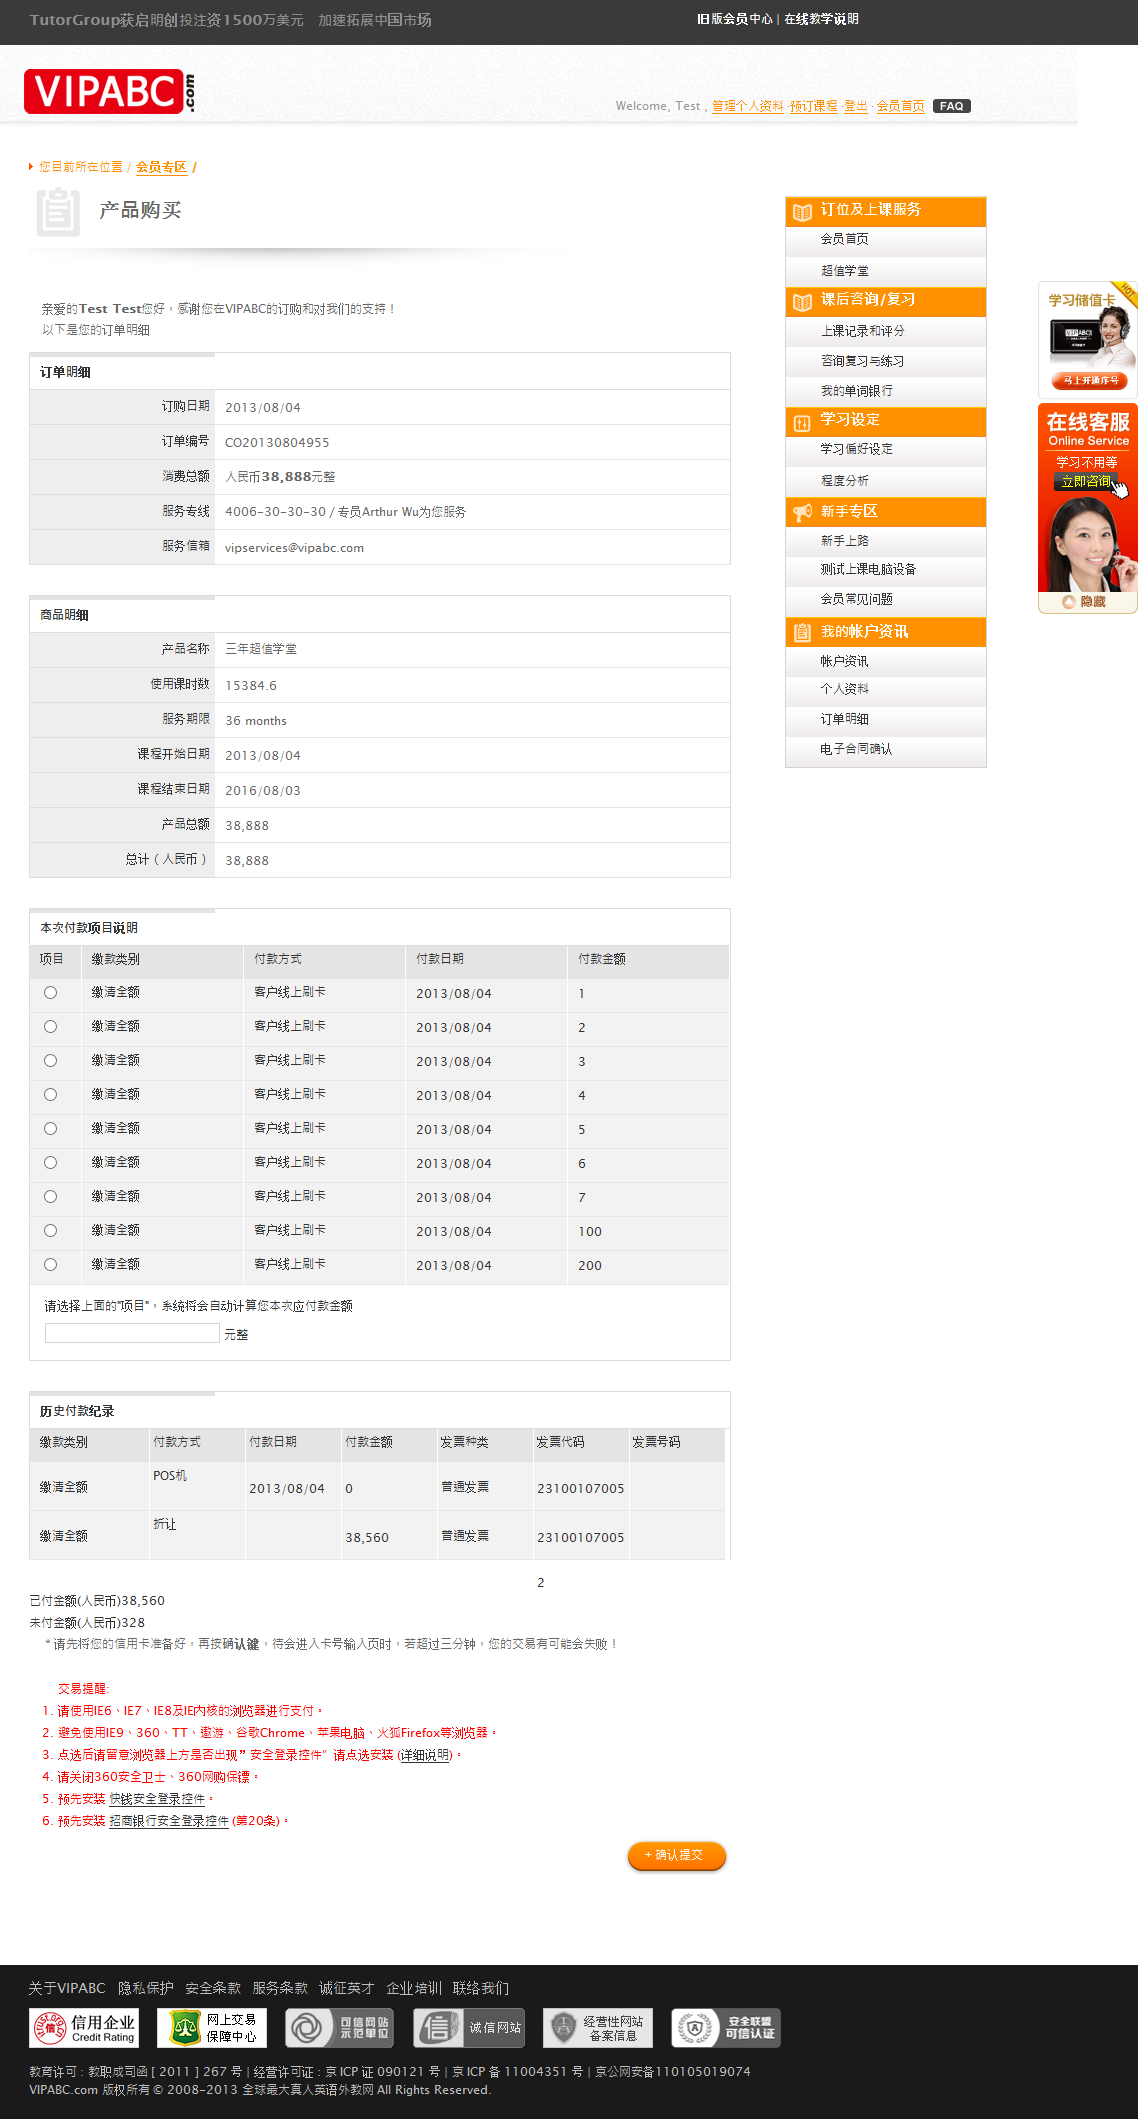 TutorGroup获启明创投注资1500万美元 加速拓展中国市场
旧版会员中心 | 在线教学说明
VIPABC.com
Welcome, Test , 管理个人资料 · 预订课程 · 登出 · 会员首页 FAQ
您目前所在位置 / 会员专区 /
产品购买
亲爱的Test Test您好，感谢您在VIPABC的订购和对我们的支持！
以下是您的订单明细
订单明细
订购日期 2013/08/04
订单编号 CO20130804955
消费总额 人民币38,888元整
服务专线 4006-30-30-30 / 专员Arthur Wu为您服务
服务信箱 vipservices@vipabc.com
商品明细
产品名称 三年超值学堂
使用课时数 15384.6
服务期限 36 months
课程开始日期 2013/08/04
课程结束日期 2016/08/03
产品总额 38,888
总计（人民币） 38,888
本次付款项目说明
项目 缴款类别 付款方式 付款日期 付款金额
缴清全额 客户线上刷卡 2013/08/04 1
缴清全额 客户线上刷卡 2013/08/04 2
缴清全额 客户线上刷卡 2013/08/04 3
缴清全额 客户线上刷卡 2013/08/04 4
缴清全额 客户线上刷卡 2013/08/04 5
缴清全额 客户线上刷卡 2013/08/04 6
缴清全额 客户线上刷卡 2013/08/04 7
缴清全额 客户线上刷卡 2013/08/04 100
缴清全额 客户线上刷卡 2013/08/04 200
请选择上面的"项目"，系统将会自动计算您本次应付款金额
元整
历史付款纪录
缴款类别 付款方式 付款日期 付款金额 发票种类 发票代码 发票号码
缴清全额 POS机 2013/08/04 0 普通发票 23100107005
缴清全额 折让 38,560 普通发票 23100107005
2
已付金额(人民币)38,560
未付金额(人民币)328
* 请先将您的信用卡准备好，再按确认键，待会进入卡号输入页时，若超过三分钟，您的交易有可能会失败！
交易提醒:
1. 请使用IE6、IE7、IE8及IE内核的浏览器进行支付。
2. 避免使用IE9、360、TT、遨游、谷歌Chrome、苹果电脑、火狐Firefox等浏览器。
3. 点选后请留意浏览器上方是否出现”安全登录控件”请点选安装 (详细说明)。
4. 请关闭360安全卫士、360网购保镖。
5. 预先安装 快钱安全登录控件。
6. 预先安装 招商银行安全登录控件 (第20条)。
+ 确认提交
订位及上课服务
会员首页
超值学堂
课后咨询/复习
上课记录和评分
咨询复习与练习
我的单词银行
学习设定
学习偏好设定
程度分析
新手专区
新手上路
测试上课电脑设备
会员常见问题
我的帐户资讯
帐户资讯
个人资料
订单明细
电子合同确认
HOT
学习储值卡
VIPABC
马上开通序号
在线客服
Online Service
学习不用等
立即咨询
隐藏
关于VIPABC 隐私保护 安全条款 服务条款 诚征英才 企业培训 联络我们
信用企业
Credit Rating
网上交易
保障中心
可信网站
示范单位
诚信网站
经营性网站
备案信息
安全联盟
可信认证
教育许可 : 教职成司函 [ 2011 ] 267 号 | 经营许可证 : 京 ICP 证 090121 号 | 京 ICP 备 11004351 号 | 京公网安备110105019074
VIPABC.com 版权所有 © 2008-2013 全球最大真人英语外教网 All Rights Reserved.